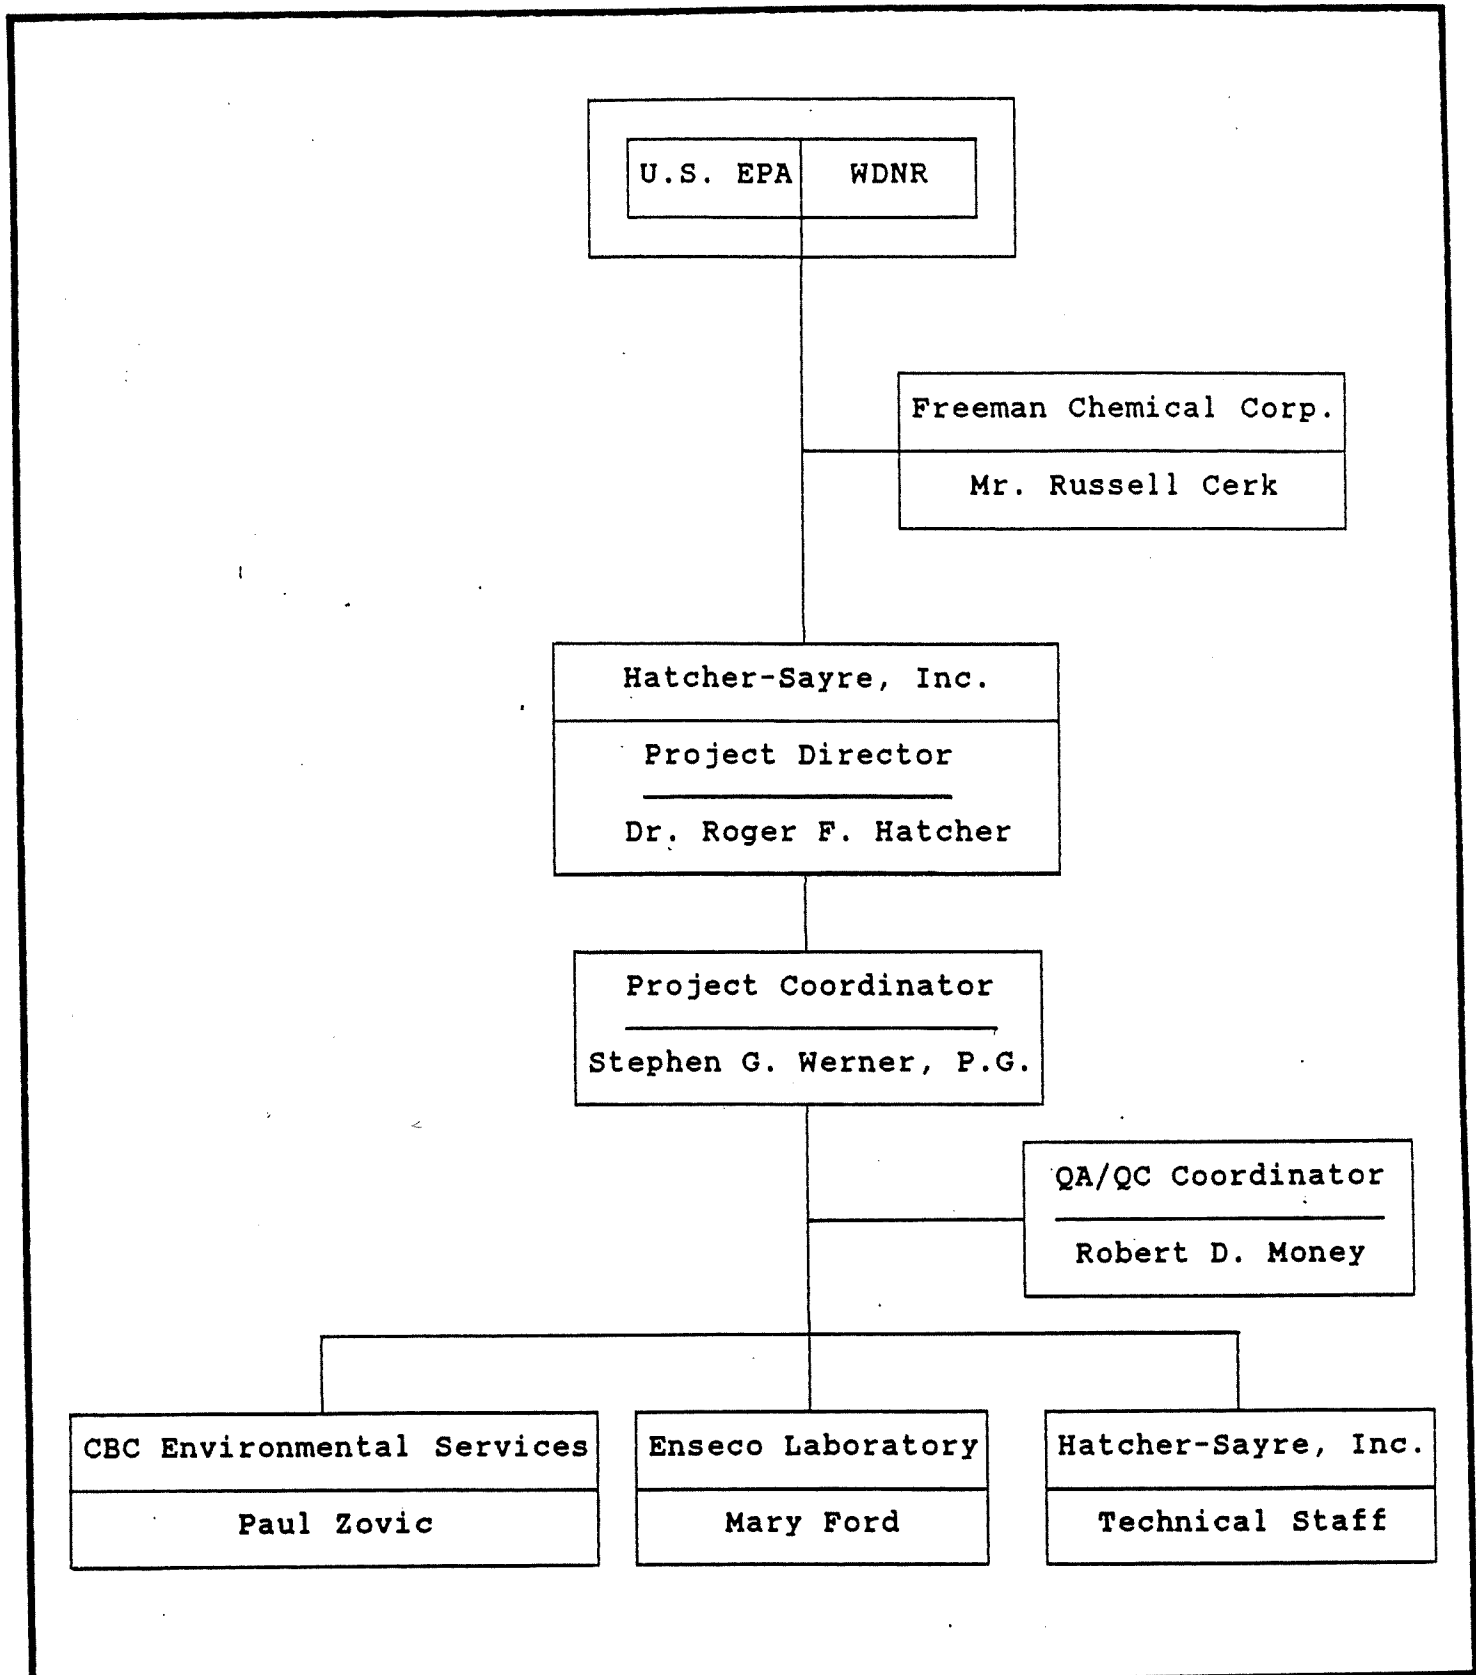 U.S. EPA WDNR
Freeman Chemical Corp.
Mr. Russell Cerk
Hatcher-Sayre, Inc.
Project Director
Dr. Roger F. Hatcher
Project Coordinator
Stephen G. Werner, P.G.
QA/QC Coordinator
Robert D. Money
CBC Environmental Services
Paul Zovic
Enseco Laboratory
Mary Ford
Hatcher-Sayre, Inc.
Technical Staff